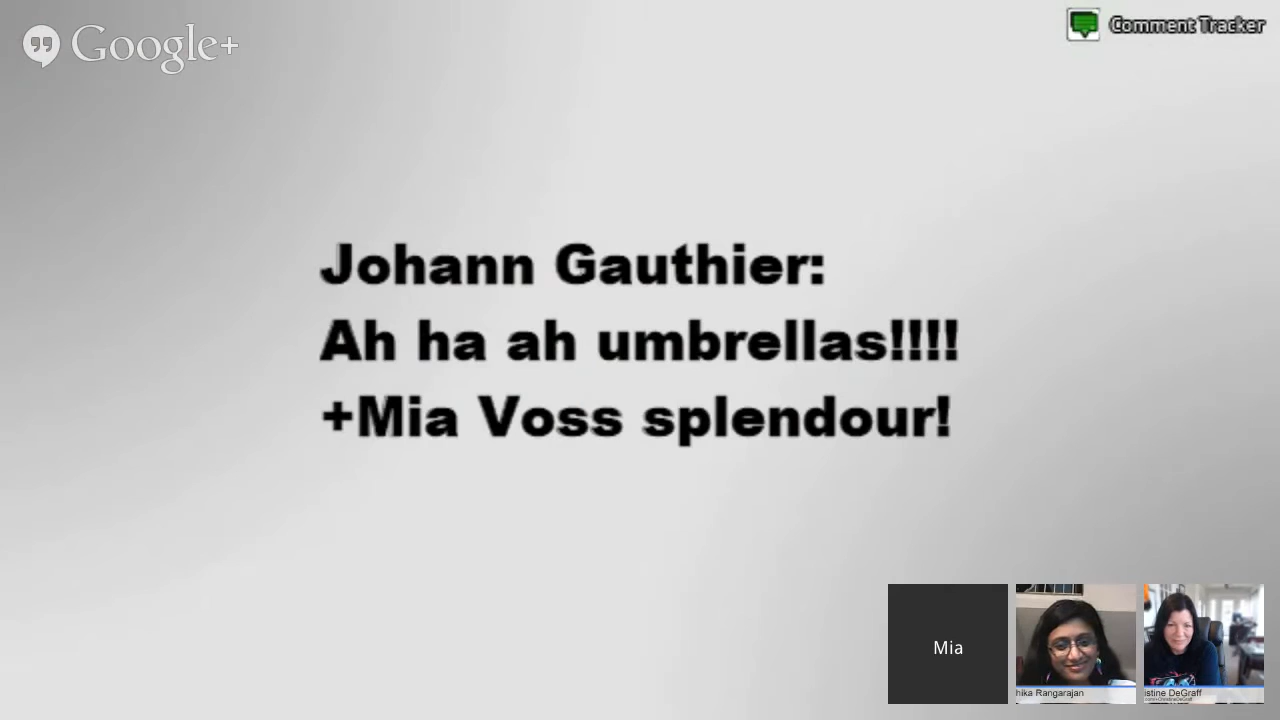 Google+
Comment Tracker
Johann Gauthier:
Ah ha ah umbrellas!!!!
+Mia Voss splendour!
Mia
hika Rangarajan
istine DeGraff